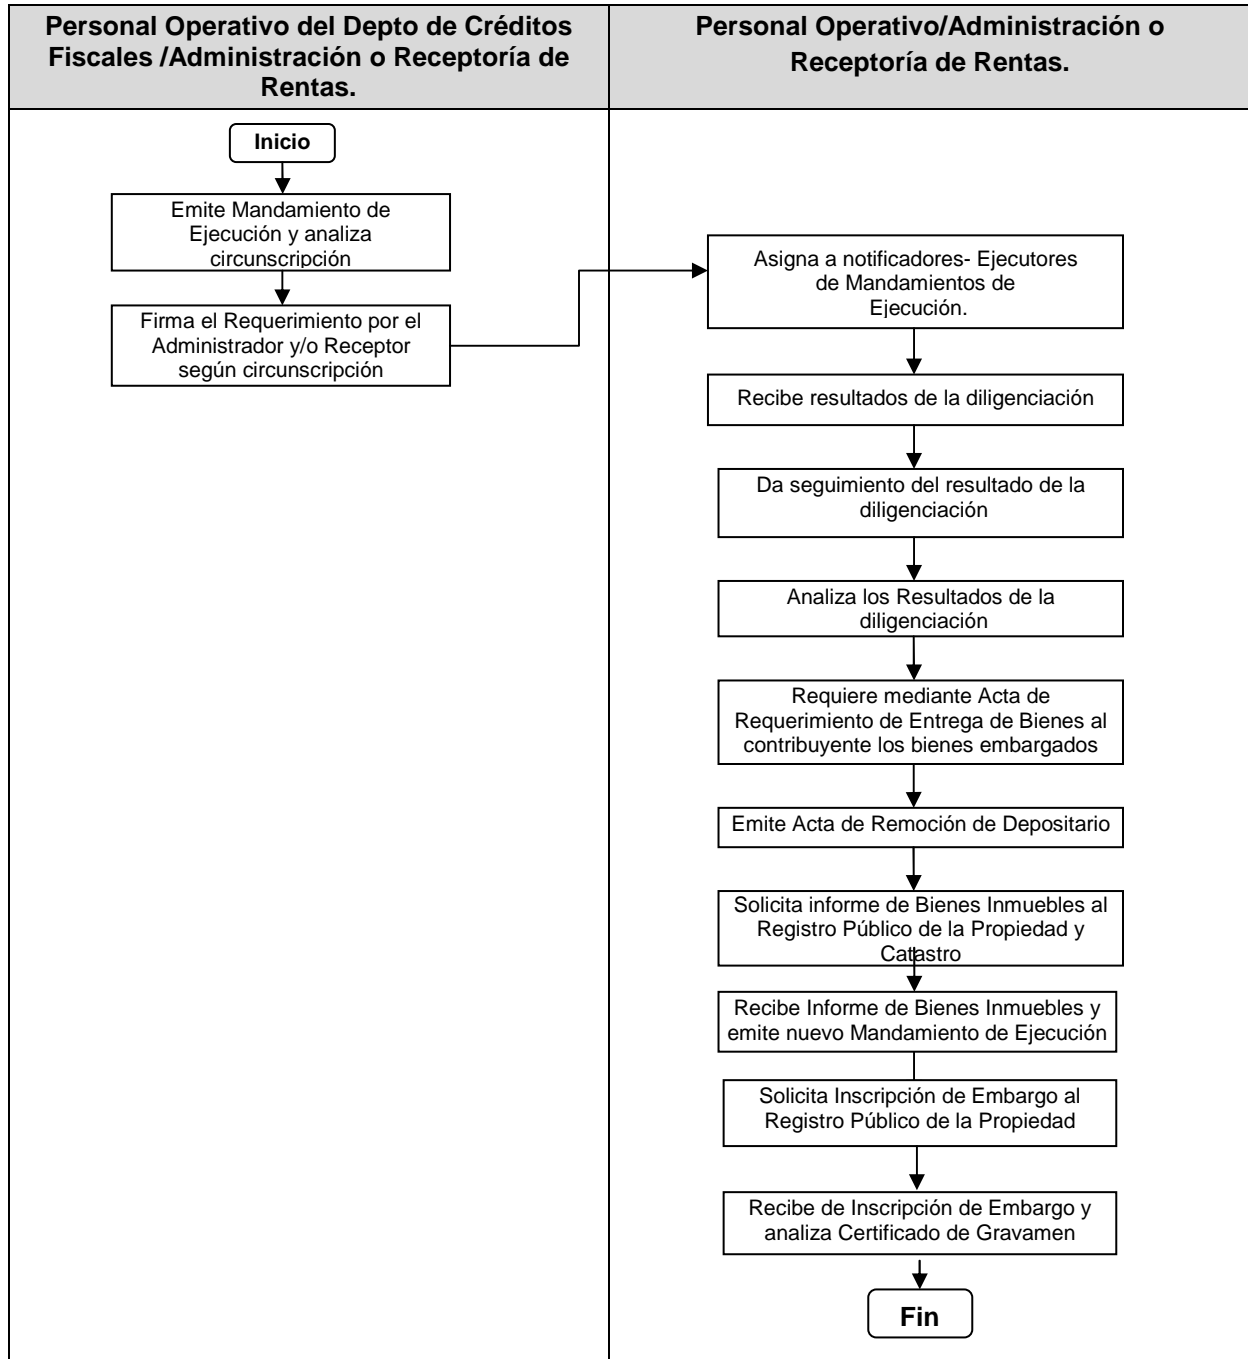 Personal Operativo del Depto de Créditos
Fiscales /Administración o Receptoría de
Rentas.
Personal Operativo/Administración o
Receptoría de Rentas.
Inicio
Emite Mandamiento de
Ejecución y analiza
circunscripción
Firma el Requerimiento por el
Administrador y/o Receptor
según circunscripción
Asigna a notificadores- Ejecutores
de Mandamientos de
Ejecución.
Recibe resultados de la diligenciación
Da seguimiento del resultado de la
diligenciación
Analiza los Resultados de la
diligenciación
Requiere mediante Acta de
Requerimiento de Entrega de Bienes al
contribuyente los bienes embargados
Emite Acta de Remoción de Depositario
Solicita informe de Bienes Inmuebles al
Registro Público de la Propiedad y
Catastro
Recibe Informe de Bienes Inmuebles y
emite nuevo Mandamiento de Ejecución
Solicita Inscripción de Embargo al
Registro Público de la Propiedad
Recibe de Inscripción de Embargo y
analiza Certificado de Gravamen
Fin